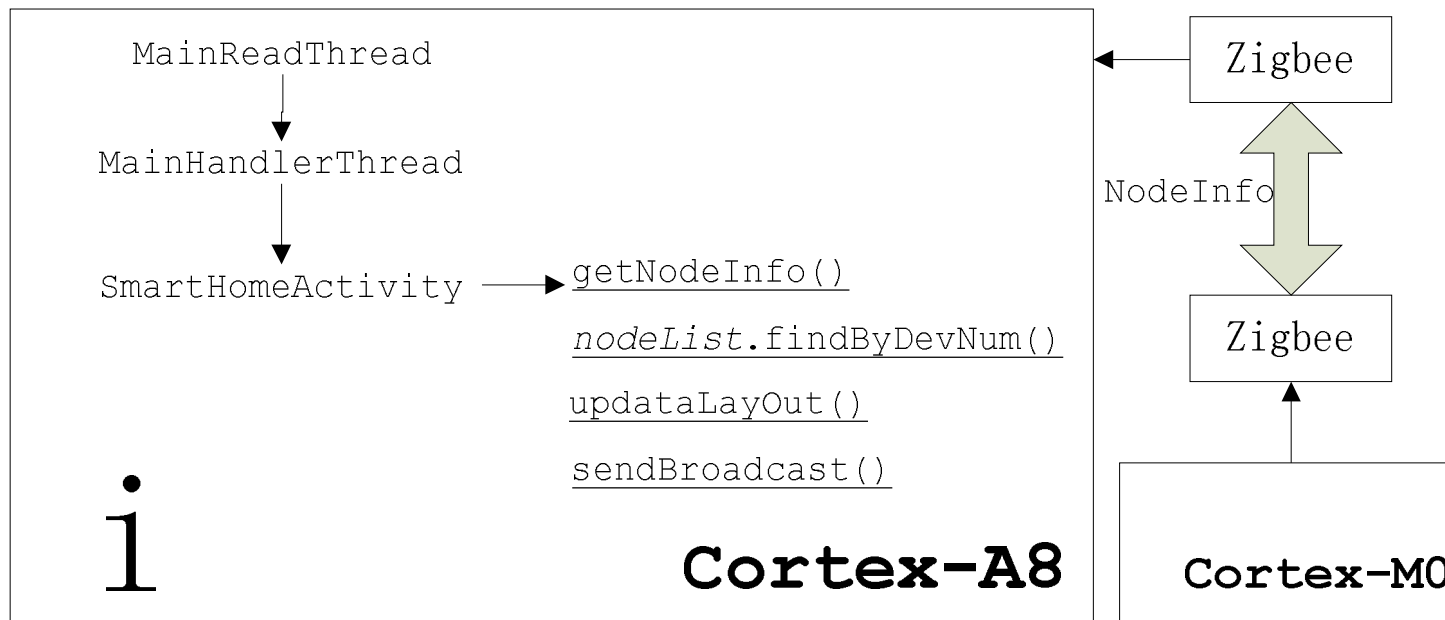 MainReadThread
MainHandlerThread
SmartHomeActivity
getNodeInfo()
nodeList.findByDevNum()
updataLayOut()
sendBroadcast()
i
Cortex-A8
Zigbee
NodeInfo
Zigbee
Cortex-M0